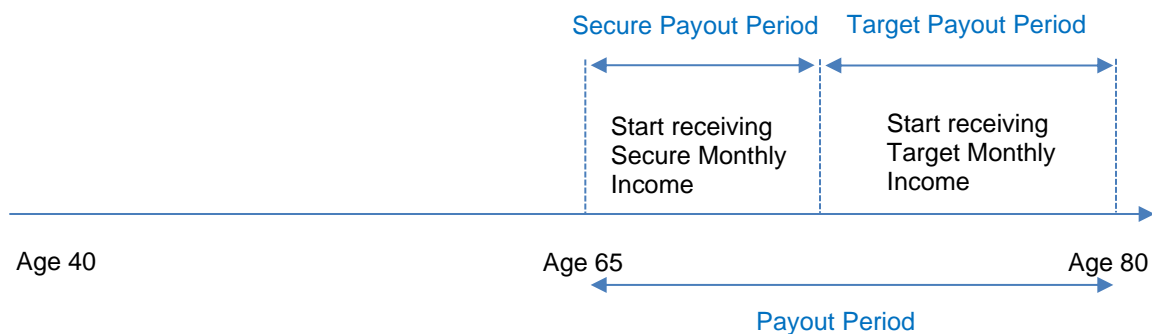 Secure Payout Period
Target Payout Period
Start receiving
Secure Monthly
Income
Start receiving
Target Monthly
Income
Age 40
Age 65
Age 80
Payout Period